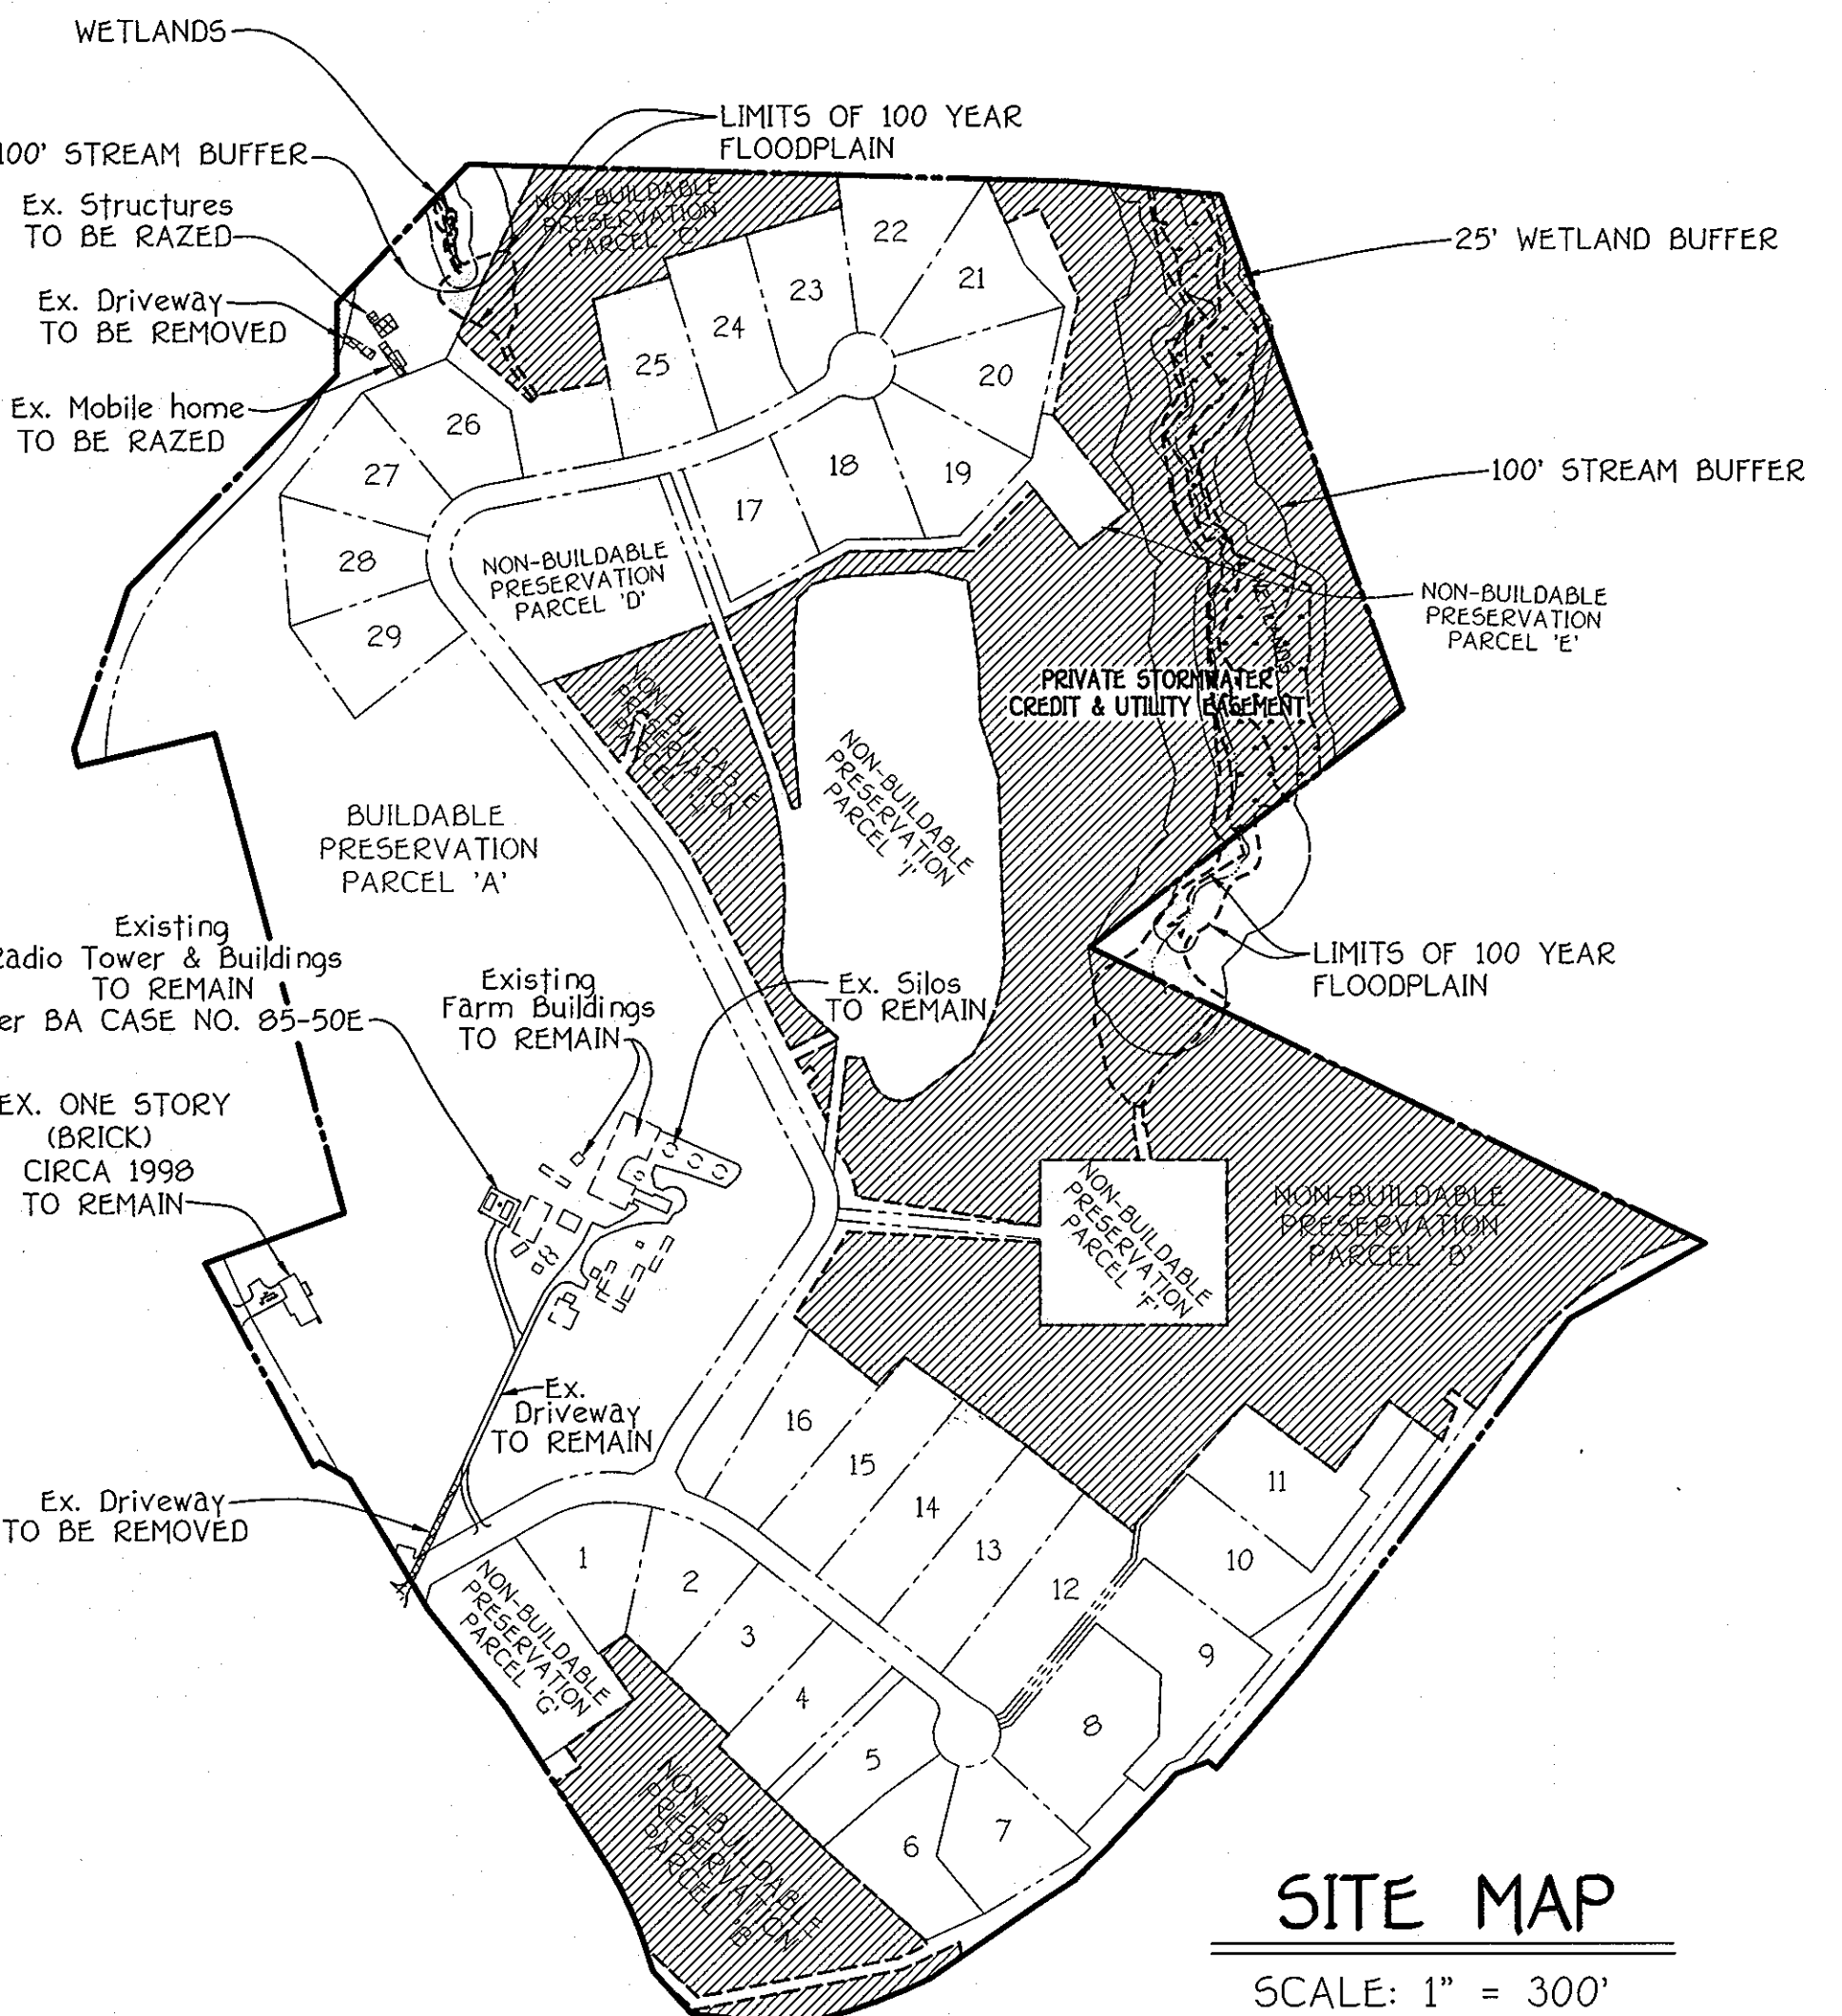 WETLANDS
100' STREAM BUFFER
LIMITS OF 100 YEAR
FLOODPLAIN
Ex. Structures
TO BE RAZED
Ex. Driveway
TO BE REMOVED
Ex. Mobile home
TO BE RAZED
NON-BUILDABLE
PRESERVATION
PARCEL 'C'
22
21
23
24
25
20
26
27
28
29
17
18
19
25' WETLAND BUFFER
100' STREAM BUFFER
NON-BUILDABLE
PRESERVATION
PARCEL 'D'
NON-BUILDABLE
PRESERVATION
PARCEL 'E'
WETLANDS
PRIVATE STORMWATER
CREDIT & UTILITY EASEMENT
NON-BUILDABLE
PRESERVATION
PARCEL
NON-BUILDABLE
PRESERVATION
PARCEL
BUILDABLE
PRESERVATION
PARCEL 'A'
Existing
Radio Tower & Buildings
TO REMAIN
er BA CASE NO. 85-50E
Existing
Farm Buildings
TO REMAIN
Ex. Silos
TO REMAIN
LIMITS OF 100 YEAR
FLOODPLAIN
EX. ONE STORY
(BRICK)
CIRCA 1998
TO REMAIN
NON-BUILDABLE
PRESERVATION
PARCEL 'F'
NON-BUILDABLE
PRESERVATION
PARCEL 'B'
Ex.
Driveway
TO REMAIN
Ex. Driveway
TO BE REMOVED
16
15
14
13
12
11
10
9
8
1
2
3
4
5
6
7
NON-BUILDABLE
PRESERVATION
PARCEL 'G'
NON-BUILDABLE
PRESERVATION
PARCEL 'B'
SITE MAP
SCALE: 1" = 300'